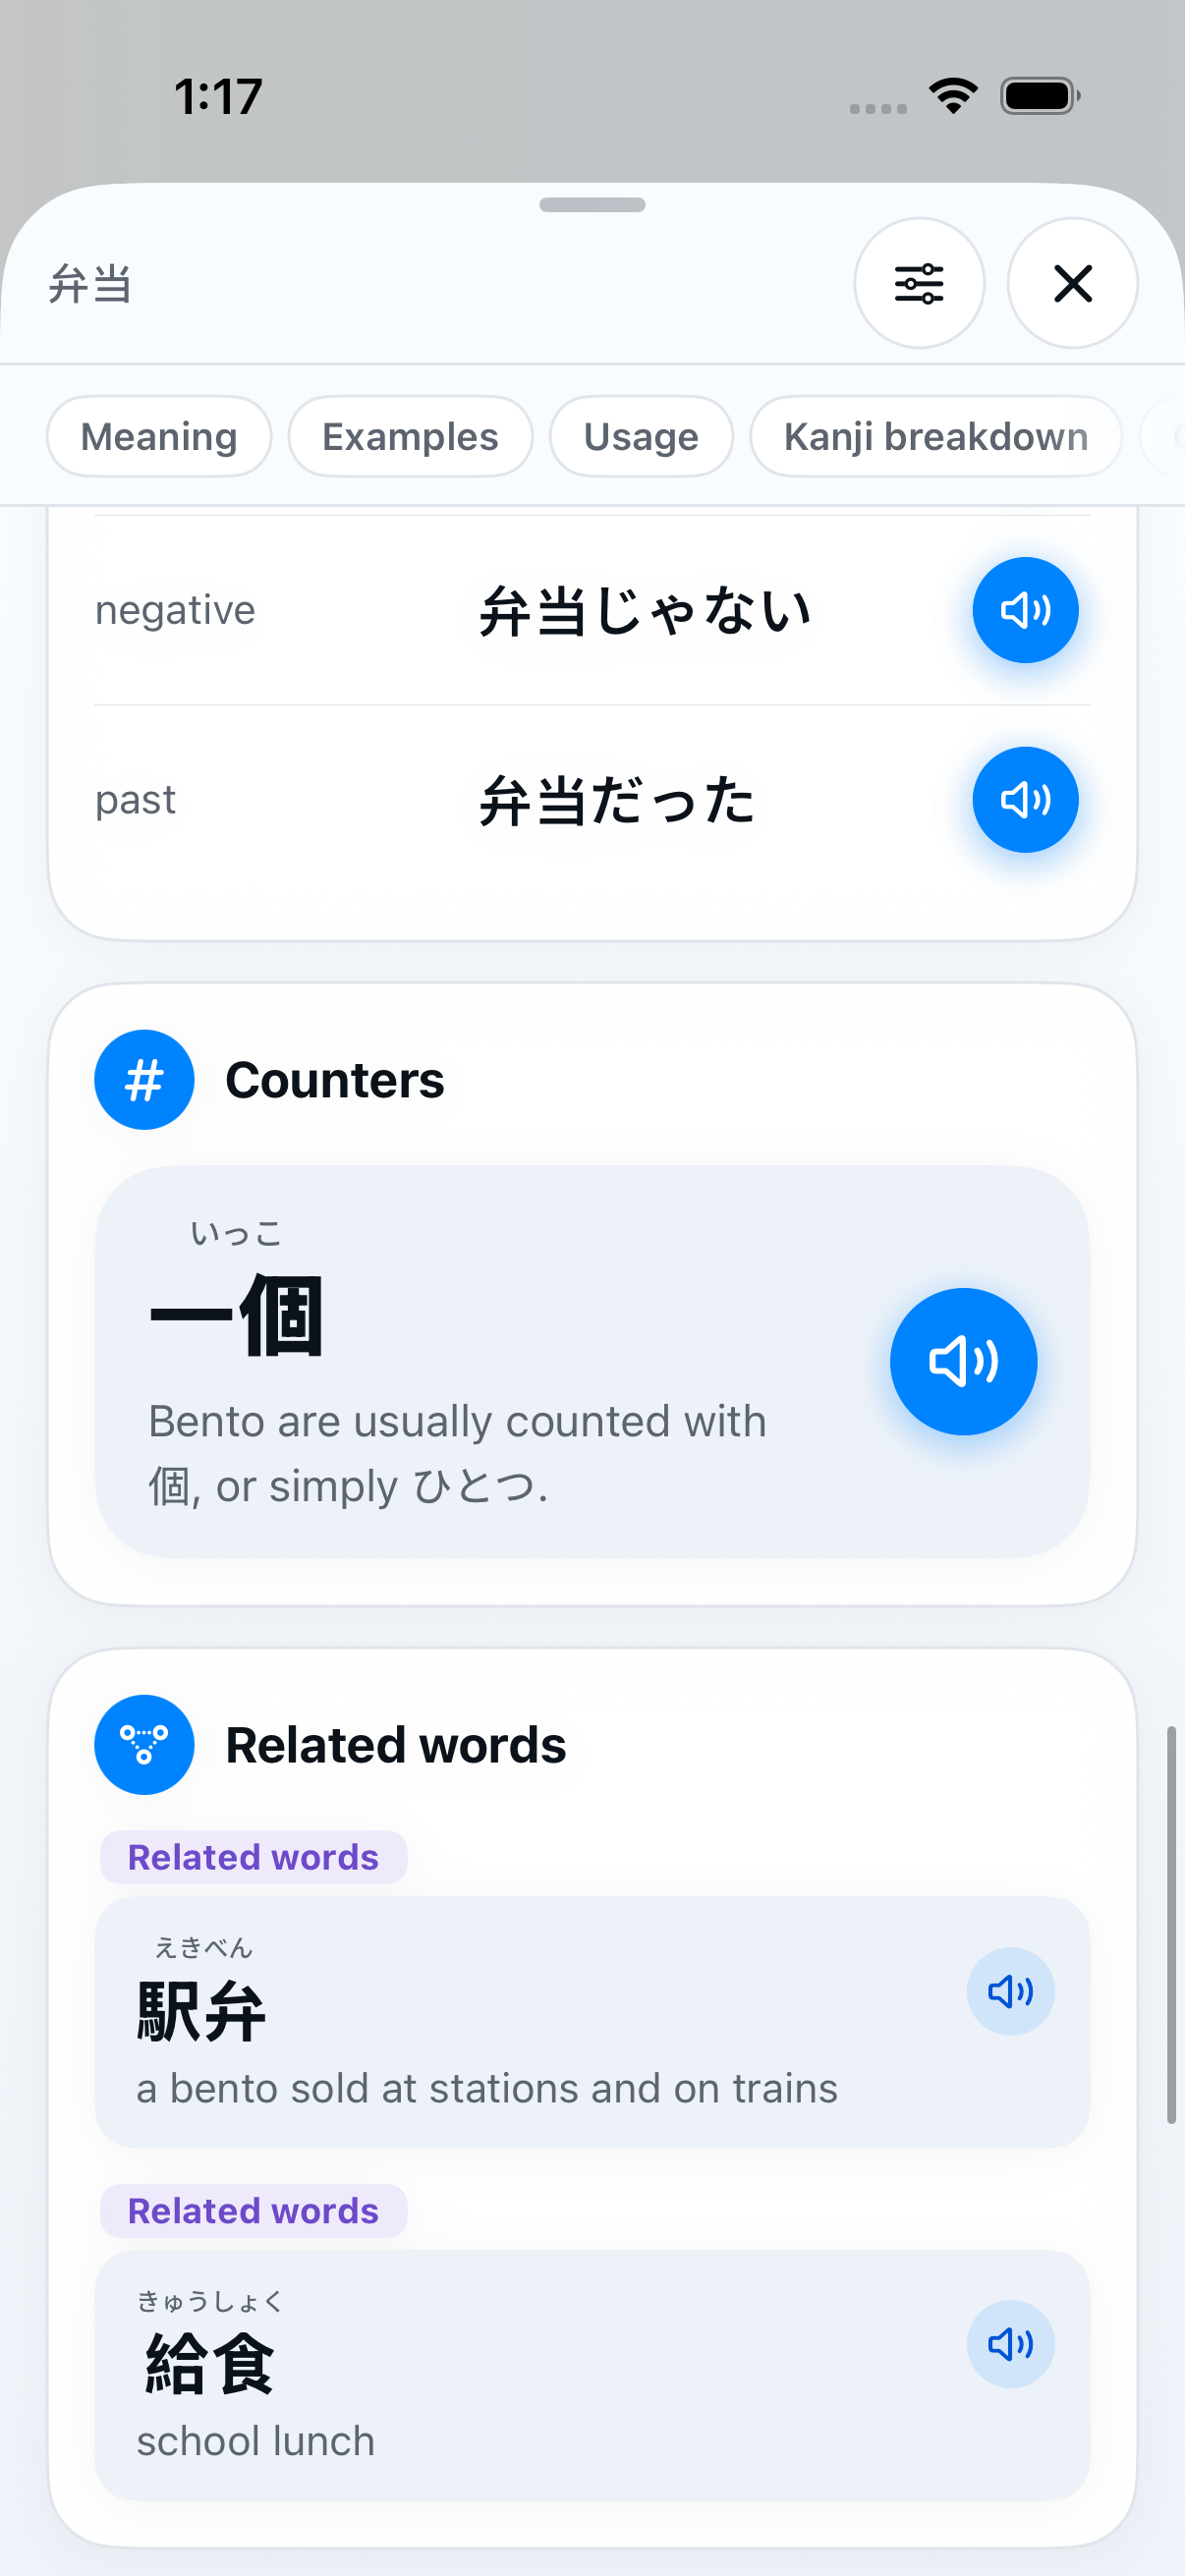 1:17
弁当
Meaning
Examples
Usage
Kanji breakdown
negative
弁当じゃない
past
弁当だった
Counters
いっこ
一個
Bento are usually counted with
個, or simply ひとつ.
Related words
Related words
えきべん
駅弁
a bento sold at stations and on trains
Related words
きゅうしょく
給食
school lunch